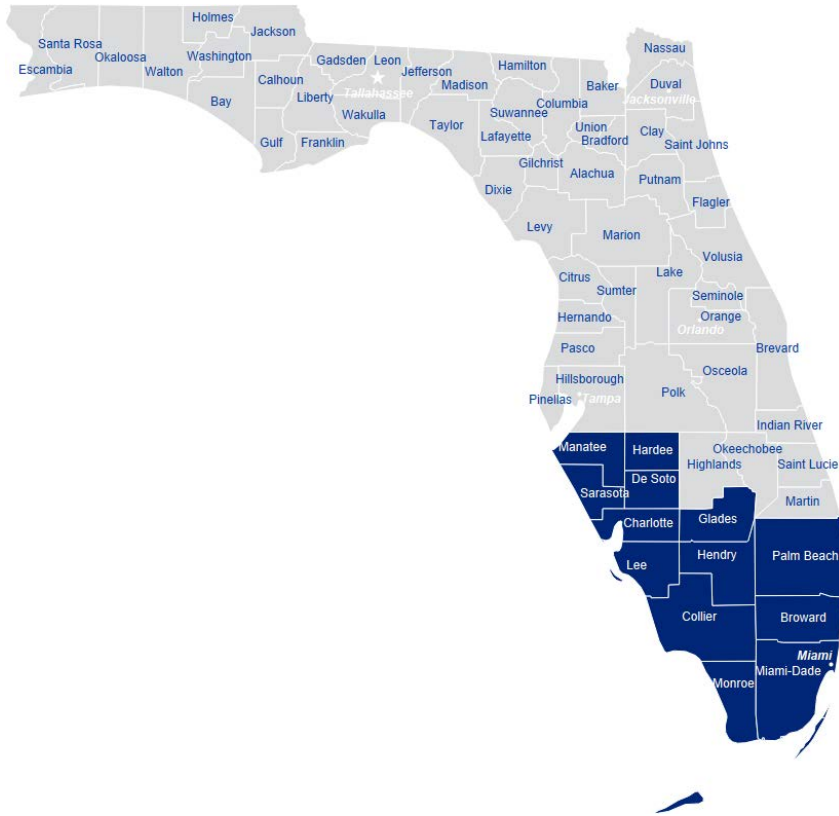 Holmes
Jackson
Santa Rosa
Okaloosa
Washington
Escambia
Walton
Bay
Calhoun
Gulf
Liberty
Franklin
Gadsden
Leon
Tallahassee
Wakulla
Jefferson
Madison
Taylor
Hamilton
Suwannee
Lafayette
Columbia
Baker
Nassau
Duval
Jacksonville
Union
Bradford
Clay
Saint Johns
Gilchrist
Alachua
Putnam
Dixie
Flagler
Levy
Marion
Volusia
Citrus
Sumter
Lake
Seminole
Hernando
Orange
Orlando
Pasco
Brevard
Osceola
Hillsborough
Pinellas
Tampa
Polk
Indian River
Manatee
Hardee
Okeechobee
Highlands
Saint Lucie
De Soto
Sarasota
Martin
Charlotte
Glades
Lee
Hendry
Palm Beach
Collier
Broward
Miami
Miami-Dade
Monroe